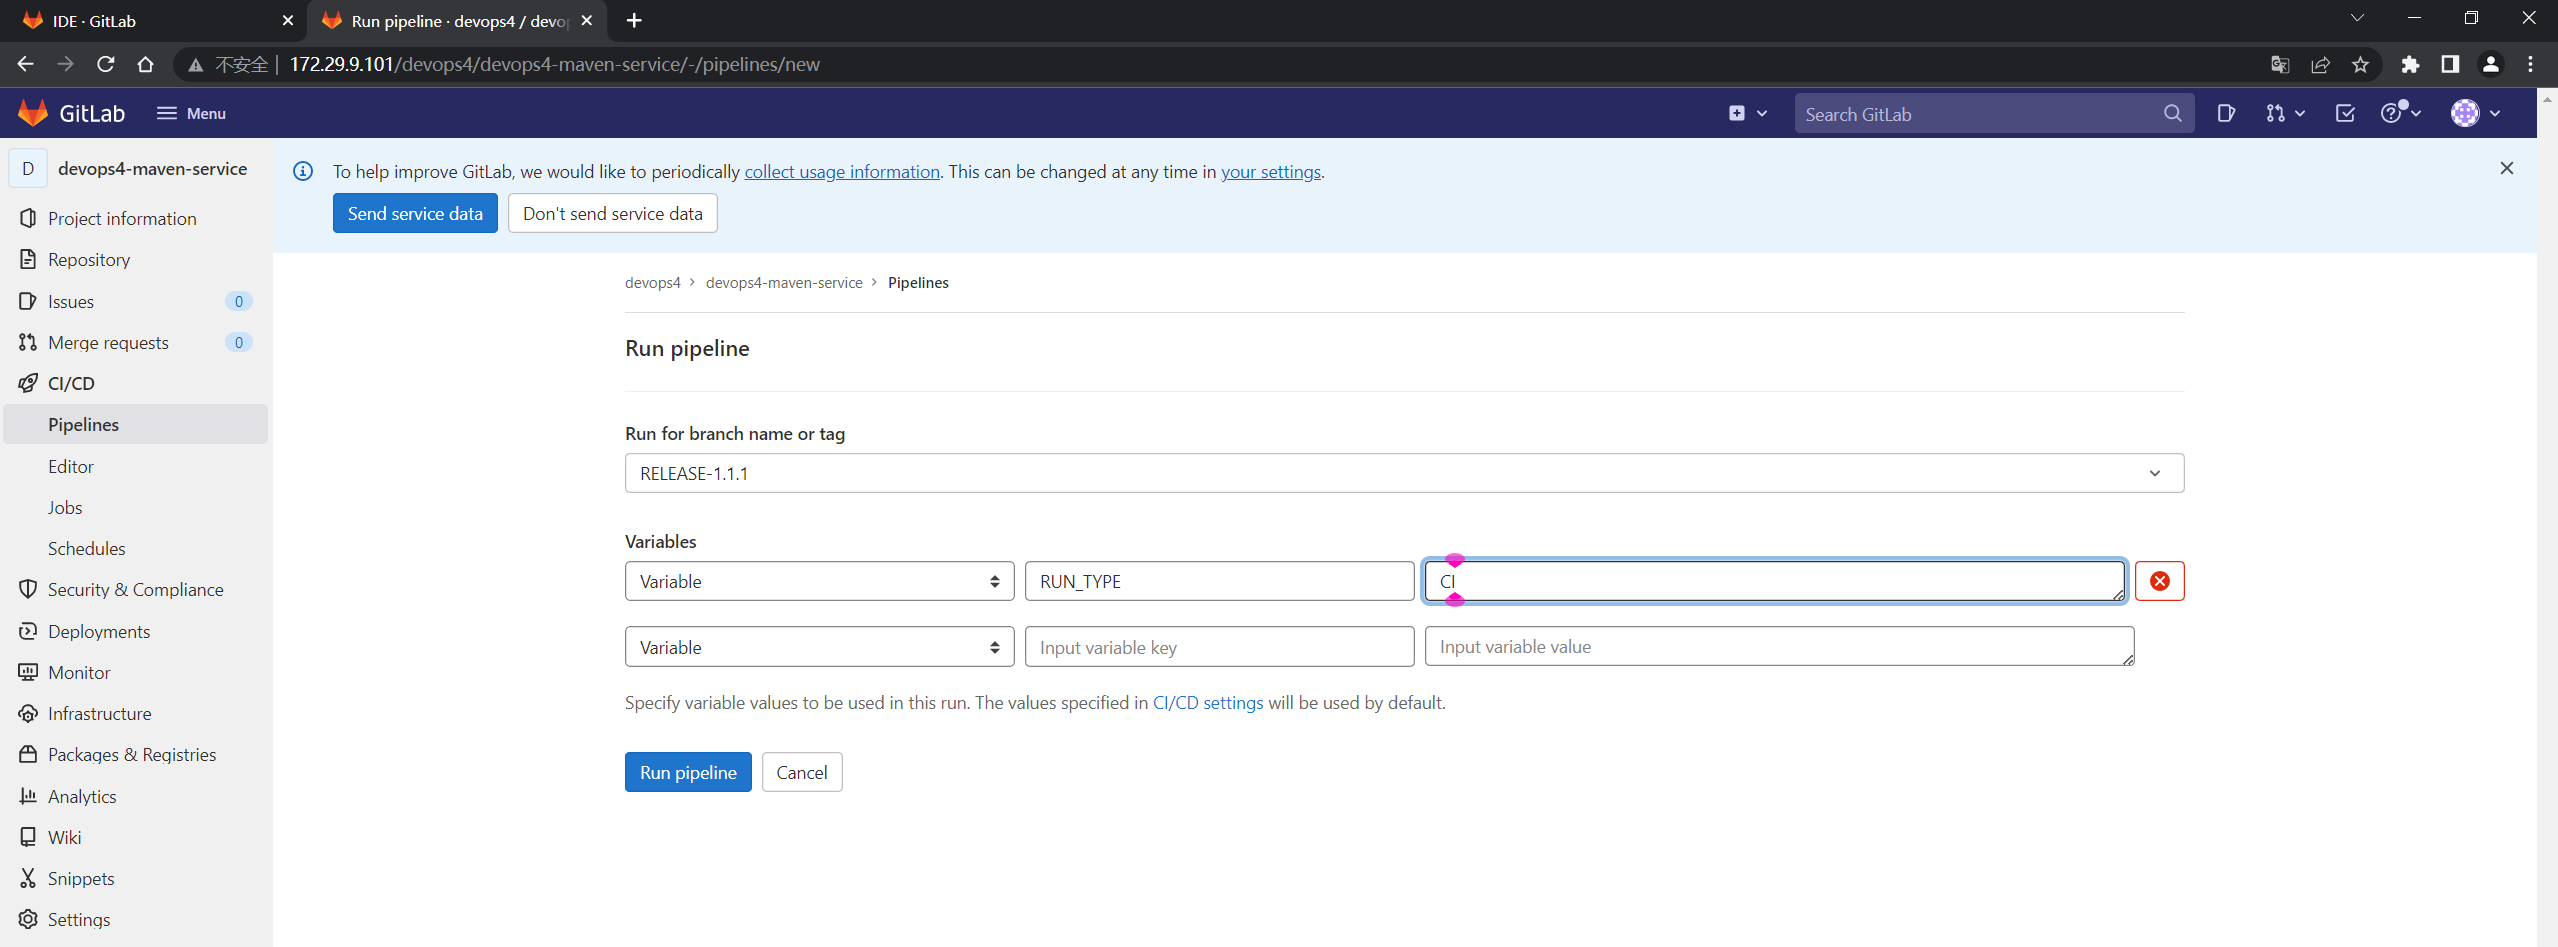 IDE · GitLab
Run pipeline · devops4 / devo
不安全 | 172.29.9.101/devops4/devops4-maven-service/-/pipelines/new
GitLab Menu Search GitLab
D devops4-maven-service
Project information
Repository
Issues 0
Merge requests 0
CI/CD
Pipelines
Editor
Jobs
Schedules
Security & Compliance
Deployments
Monitor
Infrastructure
Packages & Registries
Analytics
Wiki
Snippets
Settings
To help improve GitLab, we would like to periodically collect usage information. This can be changed at any time in your settings.
Send service data Don't send service data
devops4 > devops4-maven-service > Pipelines
Run pipeline
Run for branch name or tag
RELEASE-1.1.1
Variables
Variable RUN_TYPE CI
Variable Input variable key Input variable value
Specify variable values to be used in this run. The values specified in CI/CD settings will be used by default.
Run pipeline Cancel